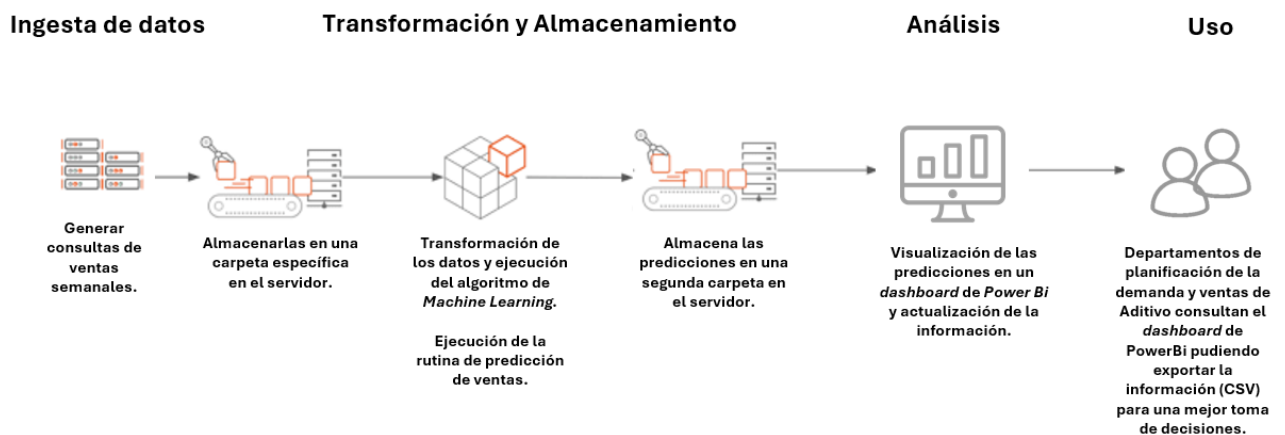 Ingesta de datos
Transformación y Almacenamiento
Análisis
Uso
Generar
consultas de
ventas
semanales.
Almacenarlas en una
carpeta específica
en el servidor.
Transformación de
los datos y ejecución
del algoritmo de
Machine Learning.
Ejecución de la
rutina de predicción
de ventas.
Almacena las
predicciones en una
segunda carpeta en
el servidor.
Visualización de las
predicciones en un
dashboard de Power Bi
y actualización de la
información.
Departamentos de
planificación de la
demanda y ventas de
Aditivo consultan el
dashboard de
PowerBi pudiendo
exportar la
información (CSV)
para una mejor toma
de decisiones.